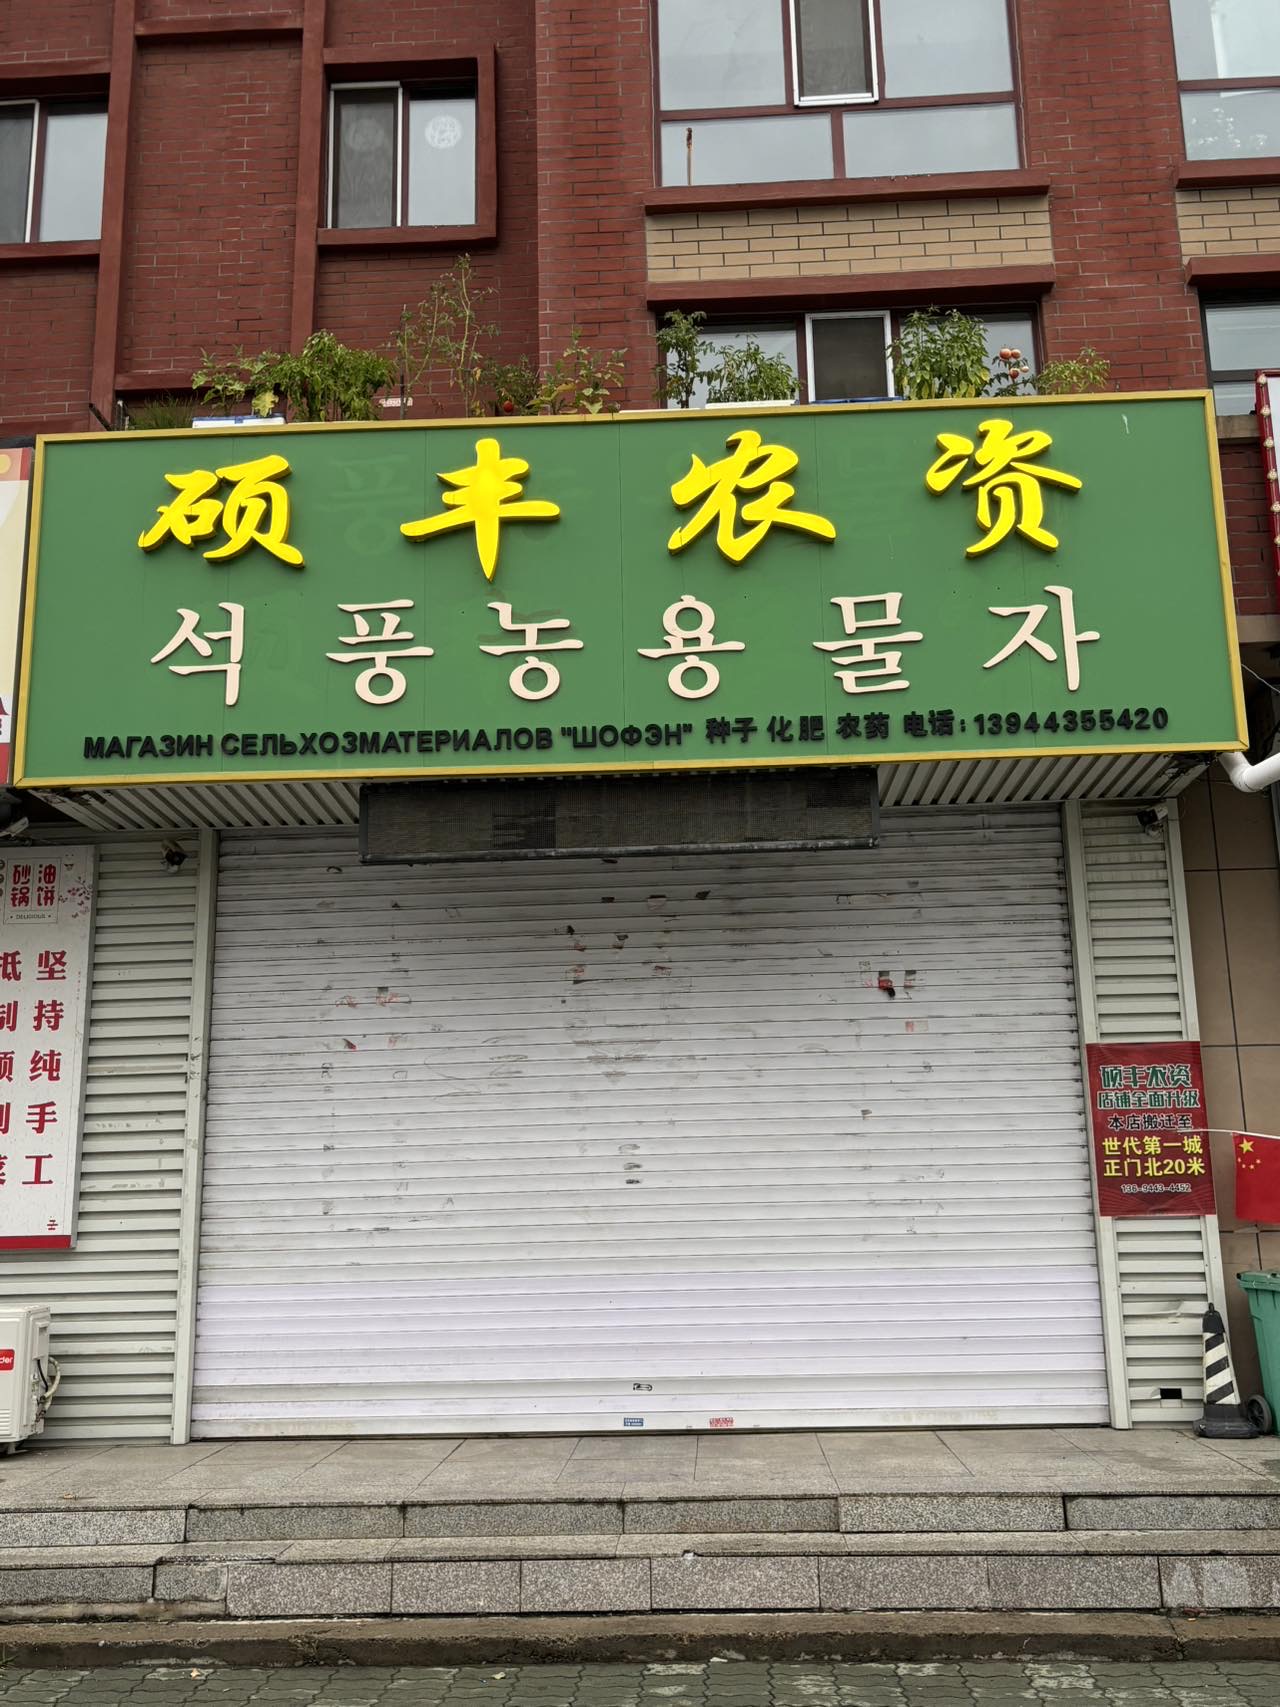 硕丰农资
석풍농용물자
МАГАЗИН СЕЛЬХОЗМАТЕРИАЛОВ "ШОФЭН" 种子 化肥 农药 电话:13944355420
砂锅 油饼
DELICIOUS
坚持纯手工
硕丰农资
店铺全面升级
本店搬迁至
世代第一城
正门北20米
136-9443-4452